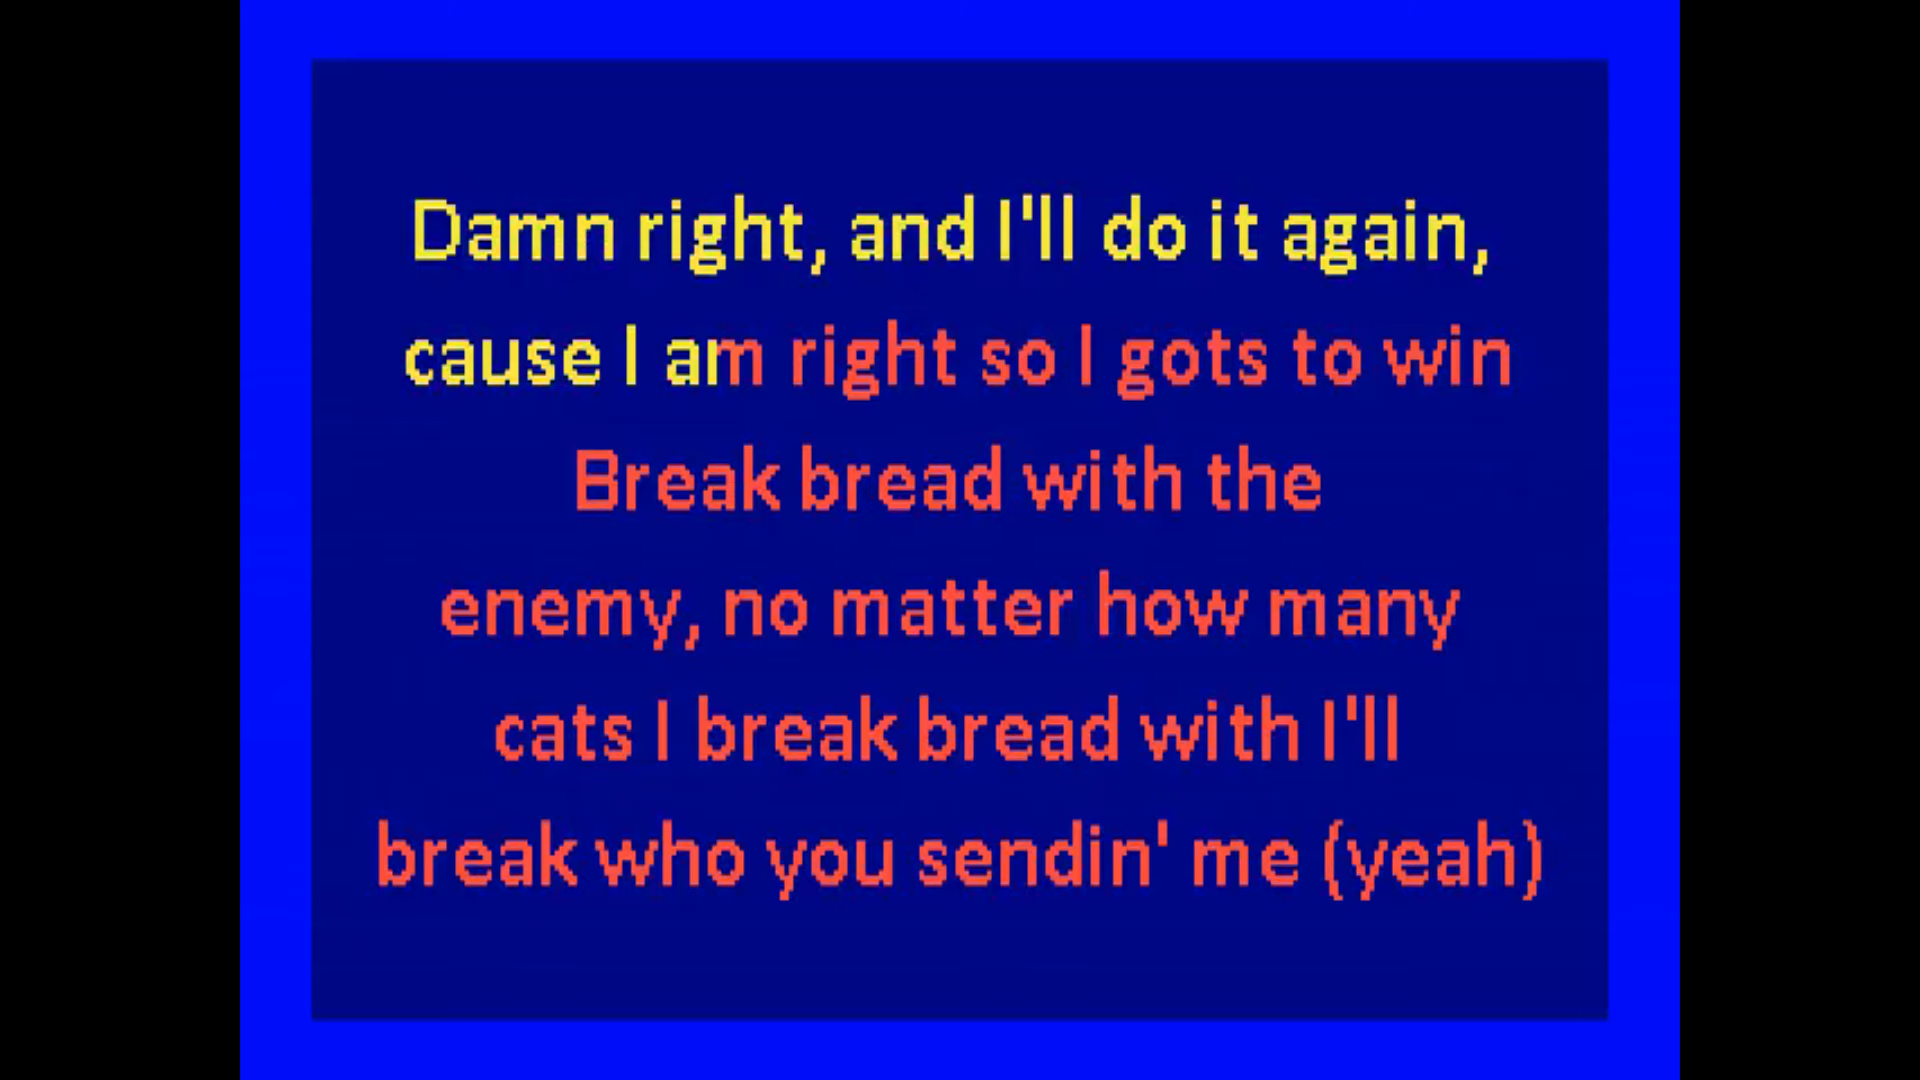 Damn right, and I'll do it again,
cause I am right so I gots to win
Break bread with the
enemy, no matter how many
cats I break bread with I'll
break who you sendin' me (yeah)